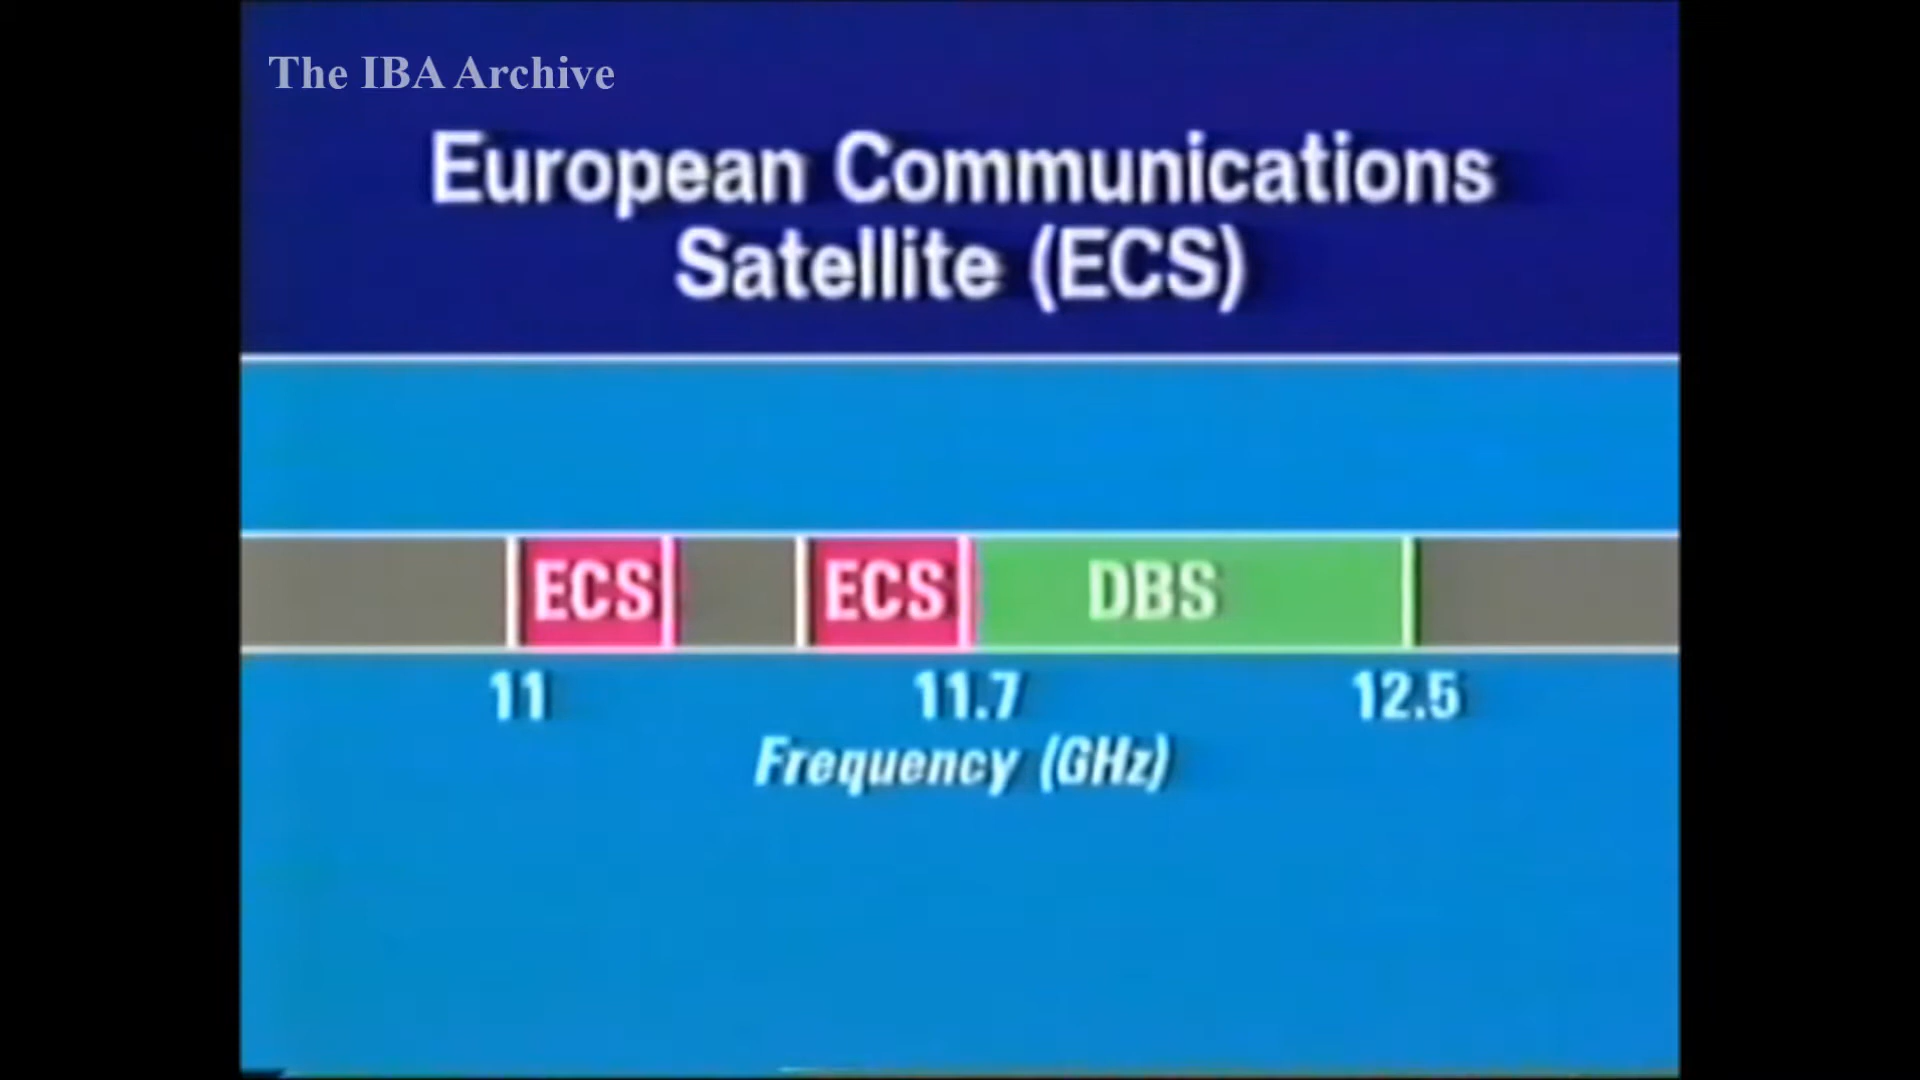 The IBA Archive
European Communications
Satellite (ECS)
ECS ECS DBS
11 11.7 12.5
Frequency (GHz)